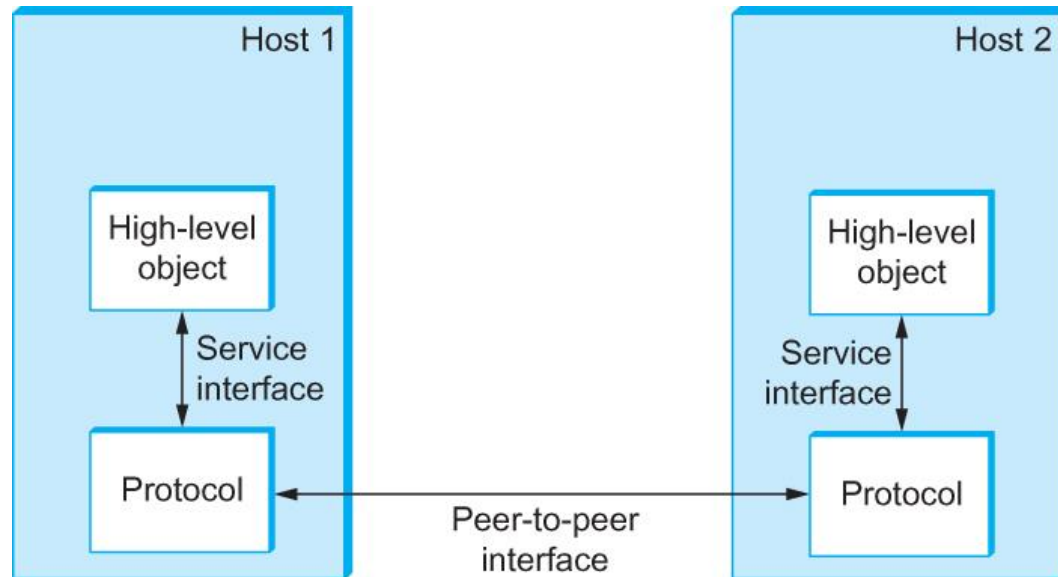 Host 1
Host 2
High-level
object
High-level
object
Service
interface
Service
interface
Protocol
Protocol
Peer-to-peer
interface